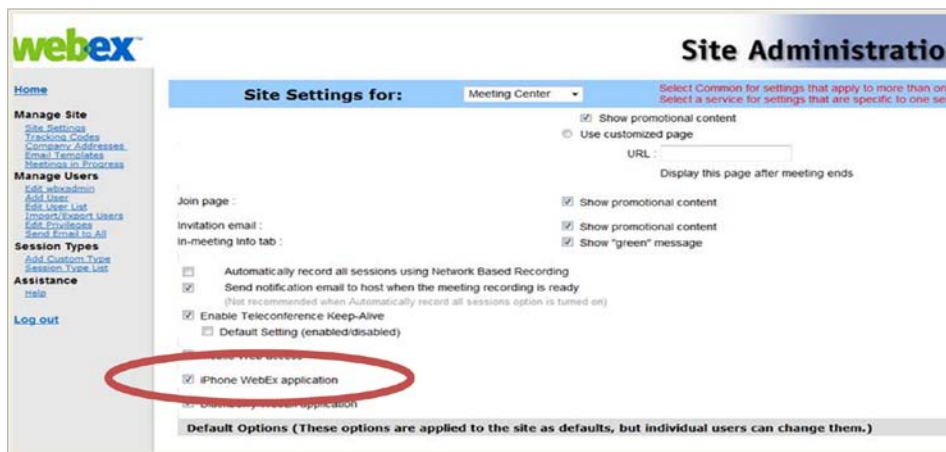 webex
Site Administratio
Home
Site Settings for:
Meeting Center
Select Common for settings that apply to more than on
Select a service for settings that are specific to one se
Manage Site
Site Settings
Tracking Codes
Company Addresses
Email Templates
Meetings in Progress
Manage Users
Edit wbxadmin
Add User
Edit User List
Import/Export Users
Edit Privileges
Send Email to All
Session Types
Add Custom Type
Session Type List
Assistance
Help
Log out
Show promotional content
Use customized page
URL :
Display this page after meeting ends
Join page : Show promotional content
Invitation email : Show promotional content
In-meeting Info tab : Show "green" message
Automatically record all sessions using Network Based Recording
Send notification email to host when the meeting recording is ready
(Not recommended when Automatically record all sessions option is turned on)
Enable Teleconference Keep-Alive
Default Setting (enabled/disabled)
iPhone WebEx application
application
Default Options (These options are applied to the site as defaults, but individual users can change them.)